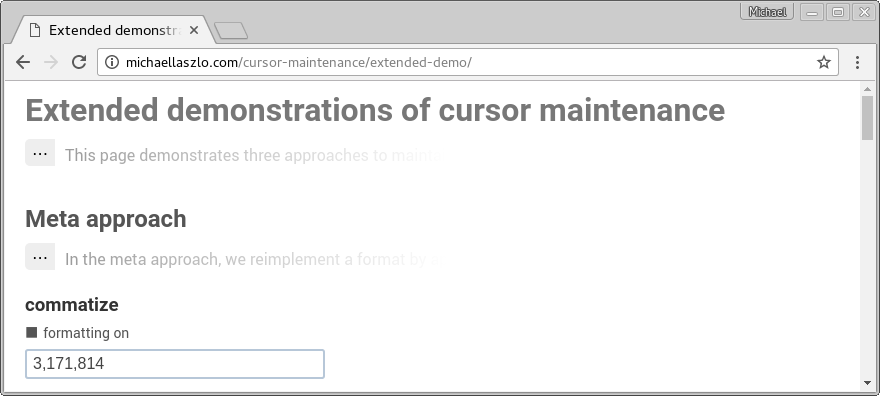 Michael
Extended demonstr
michaellaszlo.com/cursor-maintenance/extended-demo/
Extended demonstrations of cursor maintenance
... This page demonstrates three approaches to
Meta approach
... In the meta approach, we reimplement a format by
commatize
formatting on
3,171,814